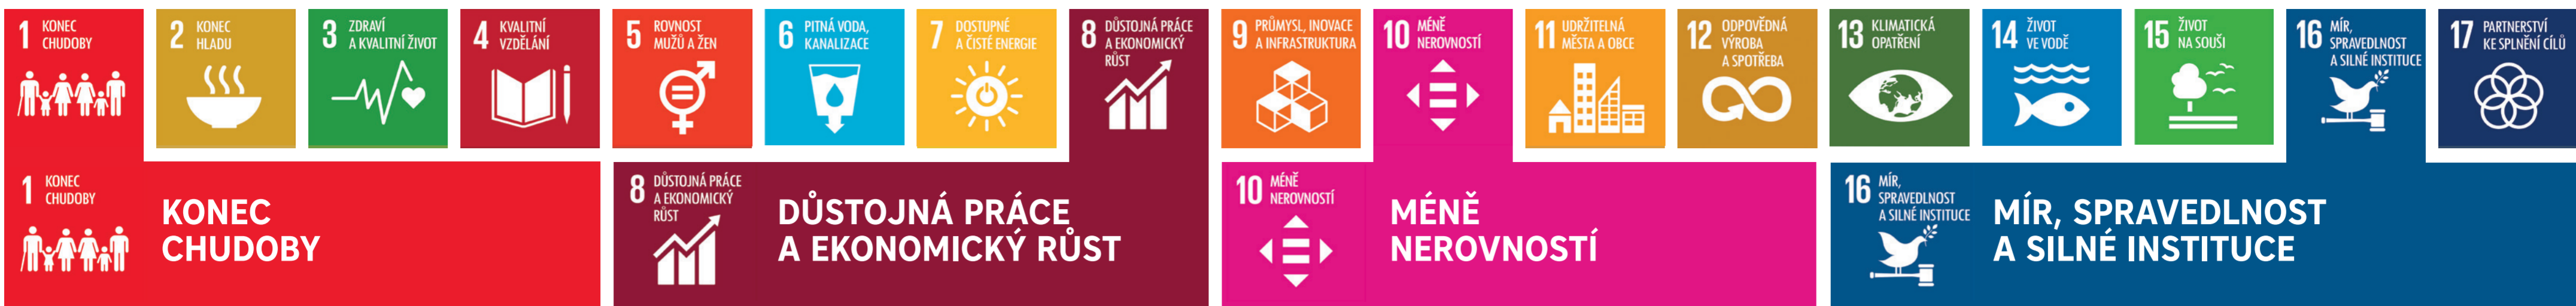 1 KONEC
CHUDOBY
2 KONEC
HLADU
3 ZDRAVÍ
A KVALITNÍ ŽIVOT
4 KVALITNÍ
VZDĚLÁNÍ
5 ROVNOST
MUŽŮ A ŽEN
6 PITNÁ VODA,
KANALIZACE
7 DOSTUPNÉ
A ČISTÉ ENERGIE
8 DŮSTOJNÁ PRÁCE
A EKONOMICKÝ
RŮST
9 PRŮMYSL, INOVACE
A INFRASTRUKTURA
10 MÉNĚ
NEROVNOSTÍ
11 UDRŽITELNÁ
MĚSTA A OBCE
12 ODPOVĚDNÁ
VÝROBA
A SPOTŘEBA
13 KLIMATICKÁ
OPATŘENÍ
14 ŽIVOT
VE VODĚ
15 ŽIVOT
NA SOUŠI
16 MÍR,
SPRAVEDLNOST
A SILNÉ INSTITUCE
17 PARTNERSTVÍ
KE SPLNĚNÍ CÍLŮ
1 KONEC
CHUDOBY
KONEC
CHUDOBY
8 DŮSTOJNÁ PRÁCE
A EKONOMICKÝ
RŮST
DŮSTOJNÁ PRÁCE
A EKONOMICKÝ RŮST
10 MÉNĚ
NEROVNOSTÍ
MÉNĚ
NEROVNOSTÍ
16 MÍR,
SPRAVEDLNOST
A SILNÉ INSTITUCE
MÍR, SPRAVEDLNOST
A SILNÉ INSTITUCE